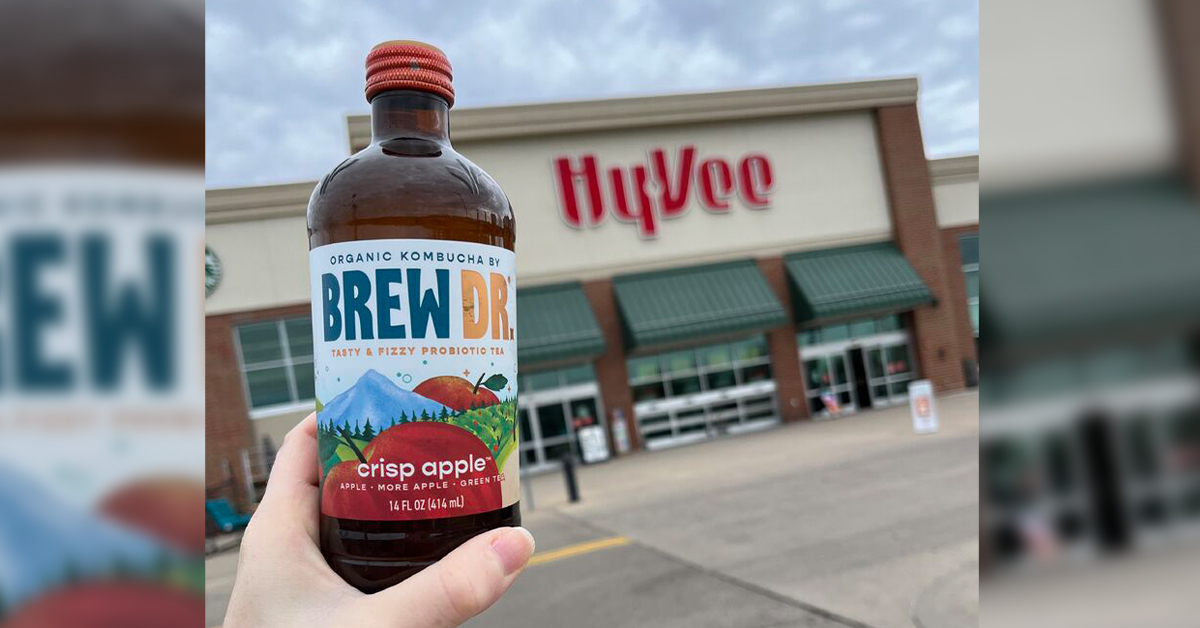 HyVee
ORGANIC KOMBUCHA BY
BREW DR.
TASTY & FIZZY PROBIOTIC TEA
crisp apple™
APPLE - MORE APPLE - GREEN TEA
14 FL OZ (414 mL)